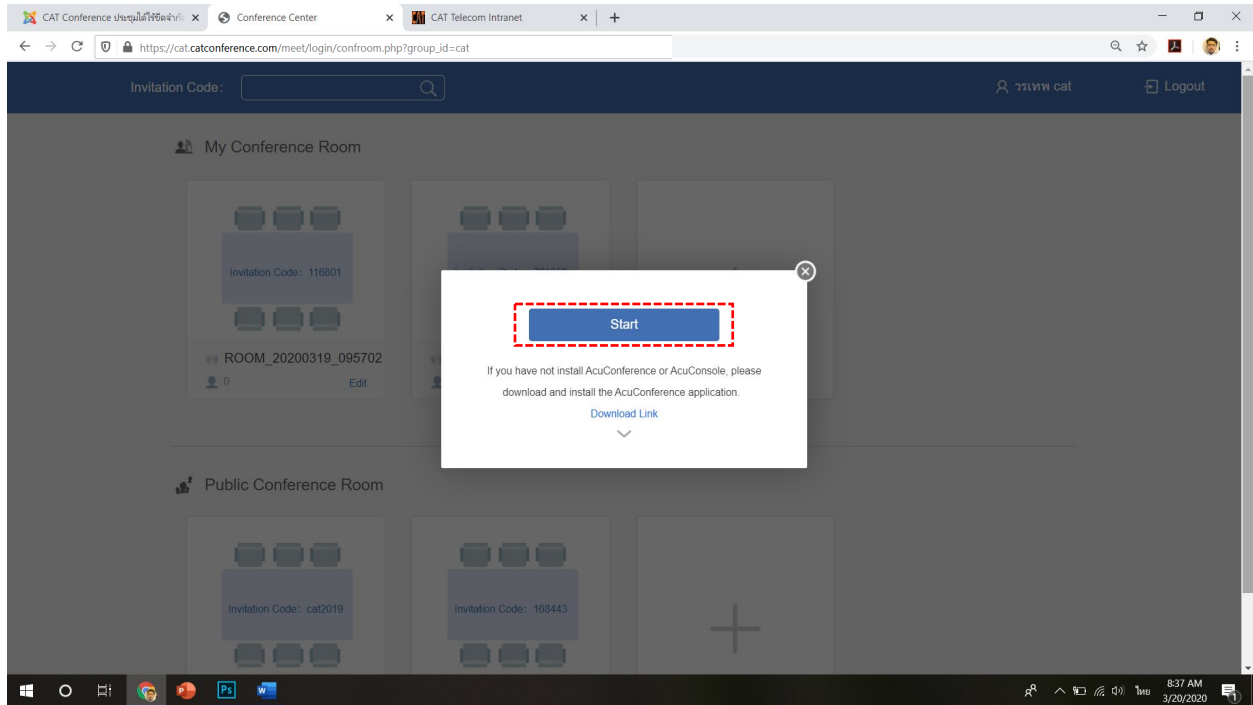 CAT Conference ประชุมได้ไร้ขีดจำกั
Conference Center
CAT Telecom Intranet
https://cat.catconference.com/meet/login/confroom.php?group_id=cat
Invitation Code:
วรเทพ cat
Logout
My Conference Room
Invitation Code: 116801
ROOM_20200319_095702
0
Edit
Start
If you have not install AcuConference or AcuConsole, please
download and install the AcuConference application.
Download Link
Public Conference Room
Invitation Code: cat2019
Invitation Code: 168443
ไทย
8:37 AM
3/20/2020
1